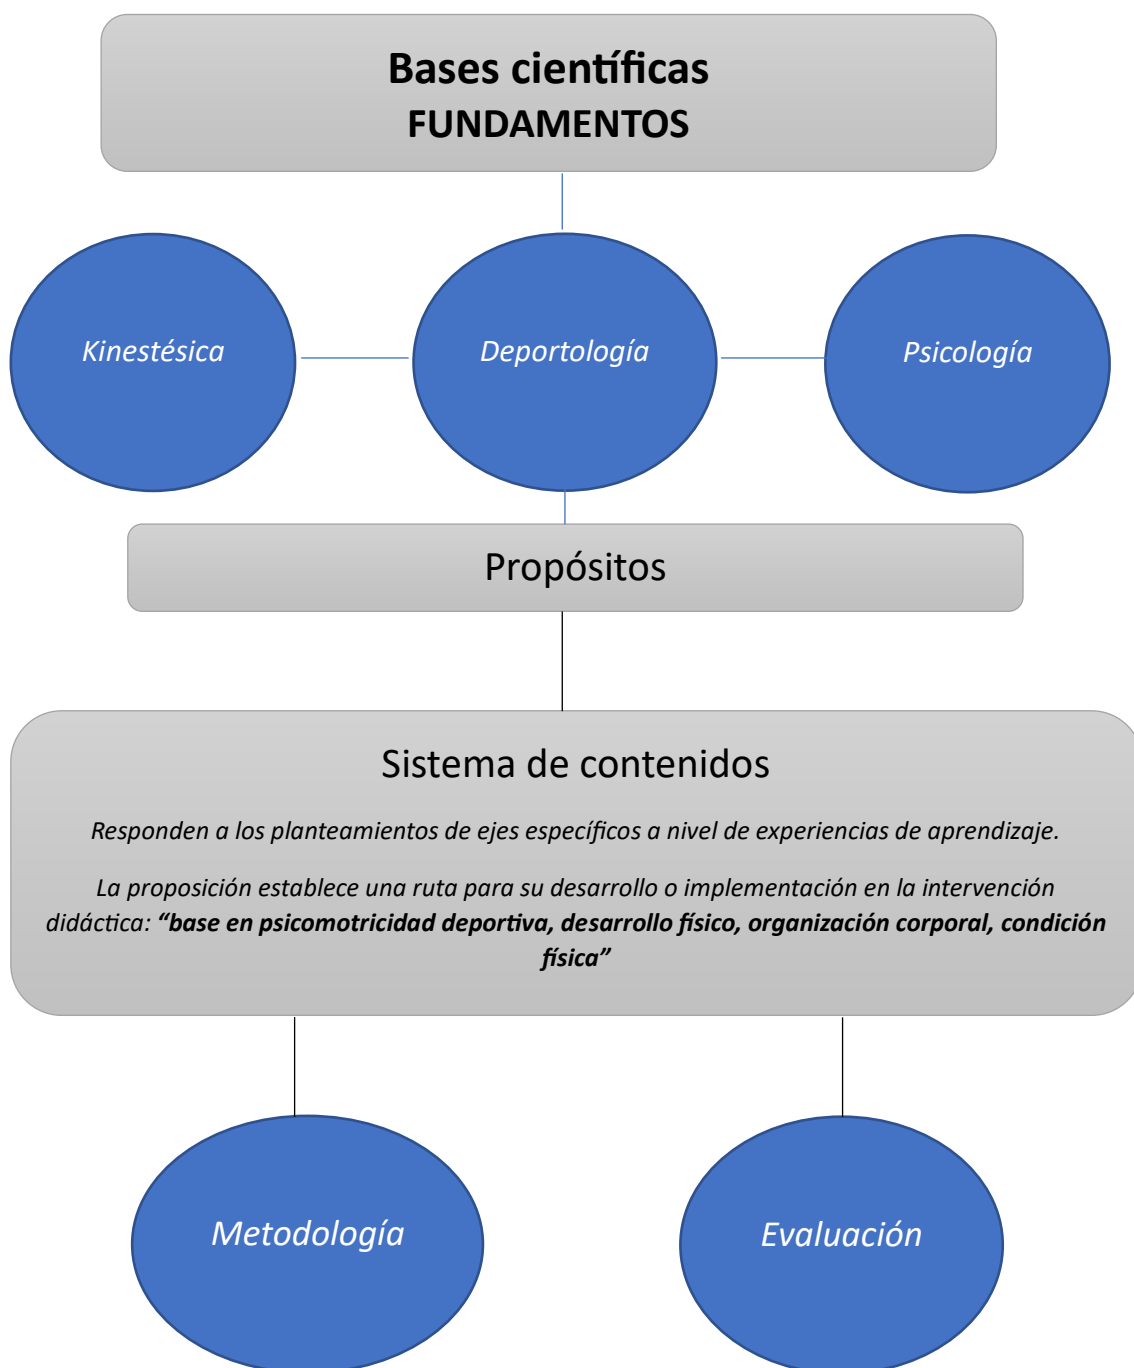 Bases científicas
FUNDAMENTOS
Kinestésica
Deportología
Psicología
Propósitos
Sistema de contenidos
Responden a los planteamientos de ejes específicos a nivel de experiencias de aprendizaje.
La proposición establece una ruta para su desarrollo o implementación en la intervención
didáctica: “base en psicomotricidad deportiva, desarrollo físico, organización corporal, condición
física”
Metodología
Evaluación